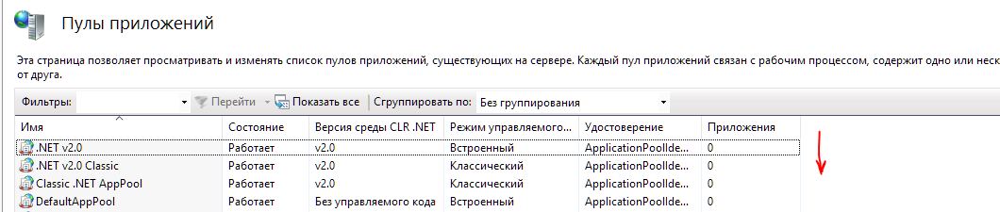 Пулы приложений
Эта страница позволяет просматривать и изменять список пулов приложений, существующих на сервере. Каждый пул приложений связан с рабочим процессом, содержит одно или неск
от друга.
Фильтры: Перейти Показать все Сгруппировать по: Без группирования
Имя Состояние Версия среды CLR .NET Режим управляемого... Удостоверение Приложения
.NET v2.0 Работает v2.0 Встроенный ApplicationPoolIde... 0
.NET v2.0 Classic Работает v2.0 Классический ApplicationPoolIde... 0
Classic .NET AppPool Работает v2.0 Классический ApplicationPoolIde... 0
DefaultAppPool Работает Без управляемого кода Встроенный ApplicationPoolIde... 0